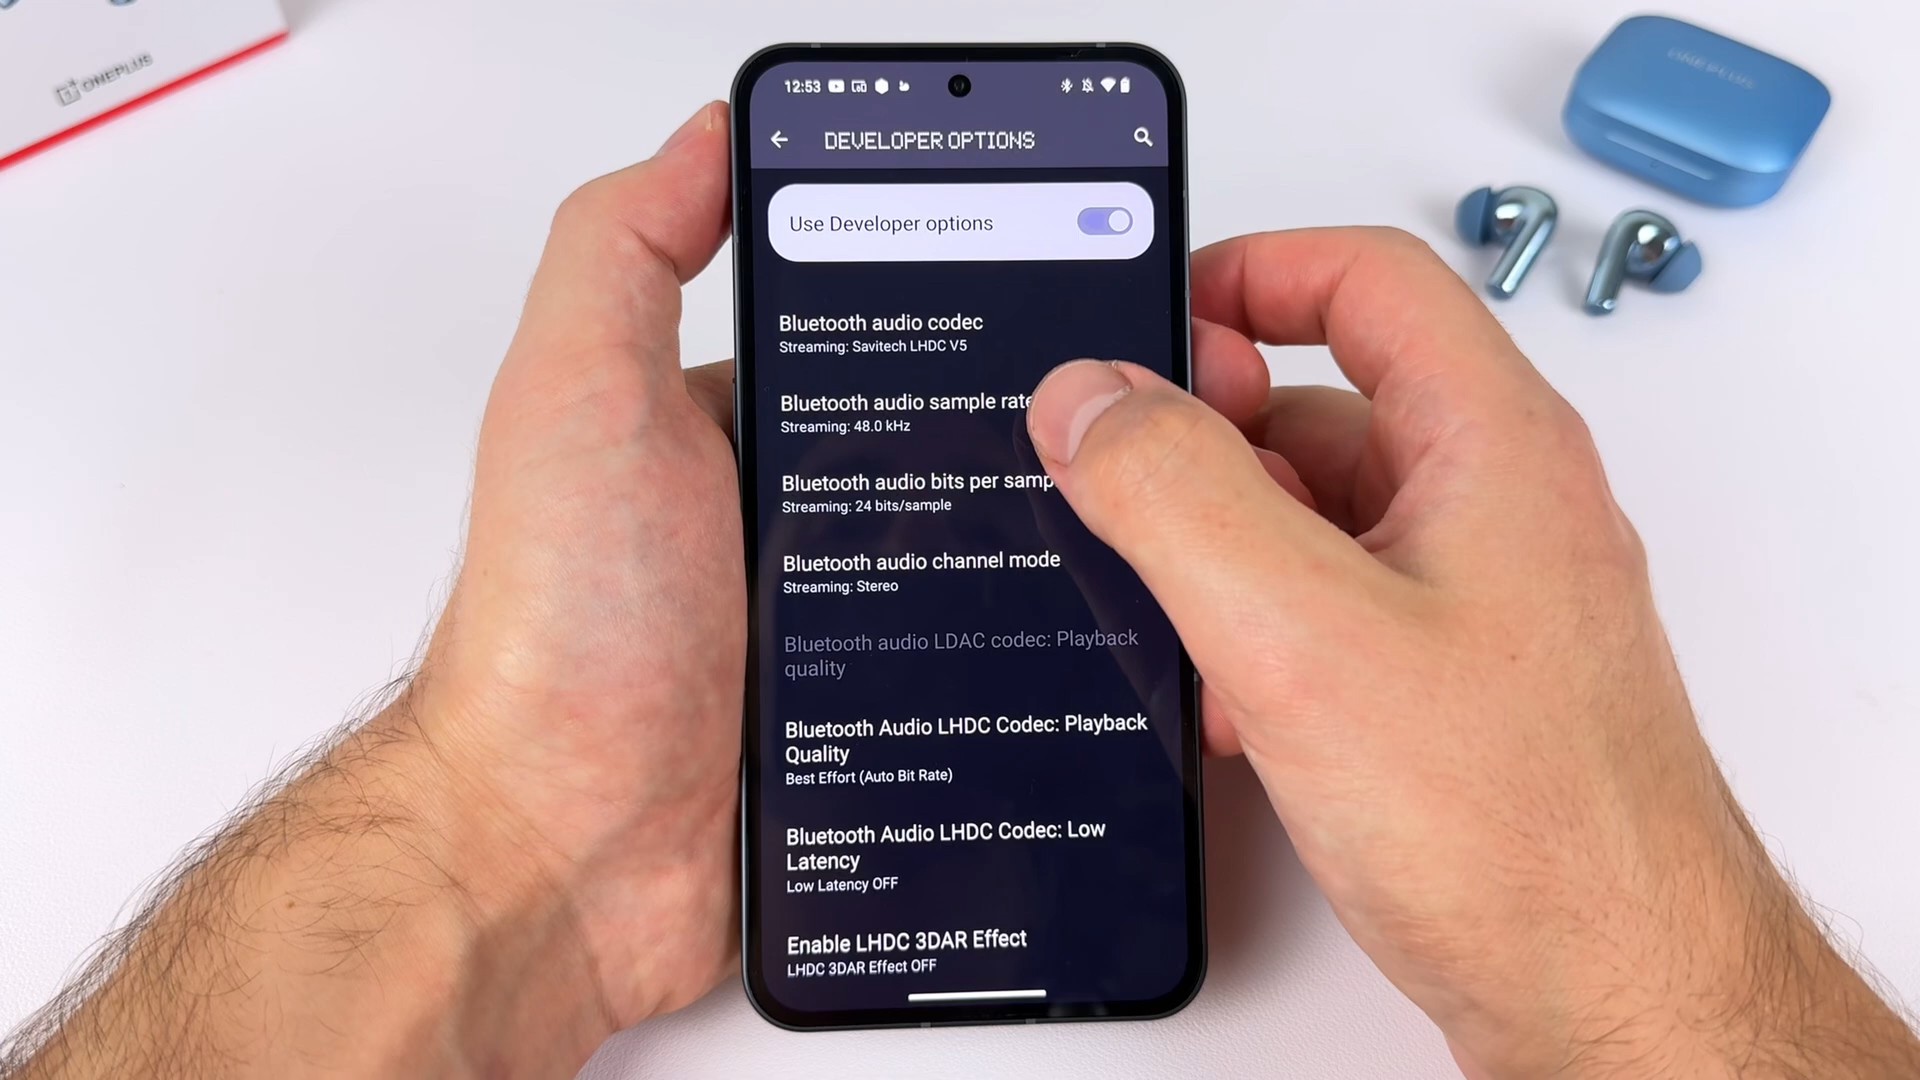 ONEPLUS
ONEPLUS
12:53
DEVELOPER OPTIONS
Use Developer options
Bluetooth audio codec
Streaming: Savitech LHDC V5
Bluetooth audio sample rate
Streaming: 48.0 kHz
Bluetooth audio bits per samp
Streaming: 24 bits/sample
Bluetooth audio channel mode
Streaming: Stereo
Bluetooth audio LDAC codec: Playback
quality
Bluetooth Audio LHDC Codec: Playback
Quality
Best Effort (Auto Bit Rate)
Bluetooth Audio LHDC Codec: Low
Latency
Low Latency OFF
Enable LHDC 3DAR Effect
LHDC 3DAR Effect OFF